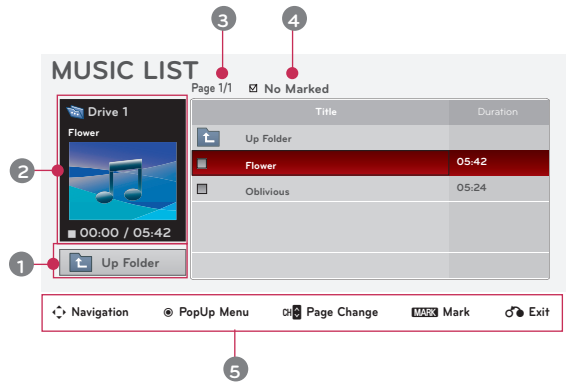 3
4
MUSIC LIST
Page 1/1
No Marked
Drive 1
Flower
00:00 / 05:42
Up Folder
Title Duration
Up Folder
Flower 05:42
Oblivious 05:24
2
1
Navigation PopUp Menu CH Page Change MARK Mark Exit
5